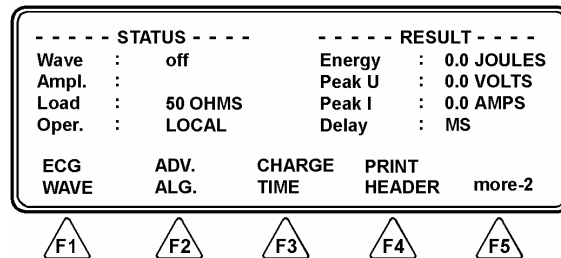 - - - - - STATUS - - - - - - - - - RESULT - - - -
Wave : off Energy : 0.0 JOULES
Ampl. : Peak U : 0.0 VOLTS
Load : 50 OHMS Peak I : 0.0 AMPS
Oper. : LOCAL Delay : MS
ECG ADV. CHARGE PRINT
WAVE ALG. TIME HEADER more-2
F1 F2 F3 F4 F5